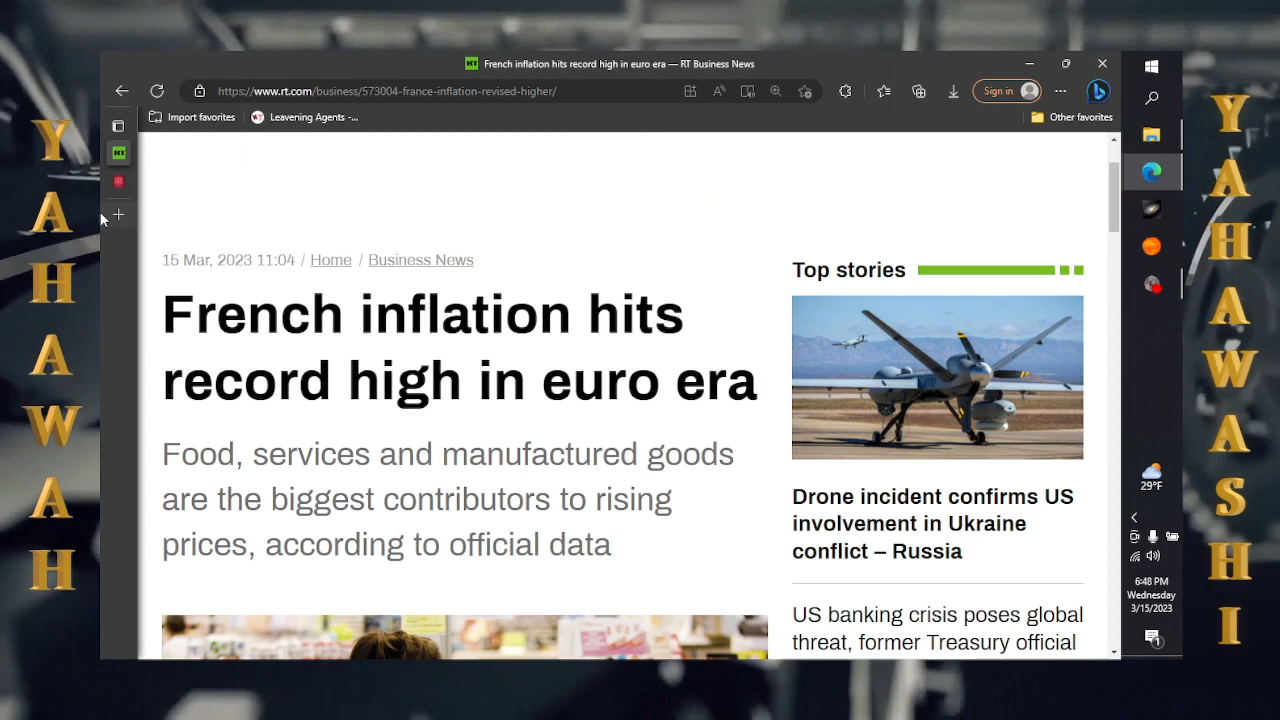 YAHAWAH
French inflation hits record high in euro era — RT Business News
https://www.rt.com/business/573004-france-inflation-revised-higher/
Sign in
Import favorites
Leavening Agents -...
Other favorites
RT
15 Mar, 2023 11:04 / Home / Business News
French inflation hits
record high in euro era
Food, services and manufactured goods
are the biggest contributors to rising
prices, according to official data
Top stories
Drone incident confirms US
involvement in Ukraine
conflict – Russia
US banking crisis poses global
threat, former Treasury official
29°F
6:48 PM
Wednesday
3/15/2023
1
YAHAWASHI